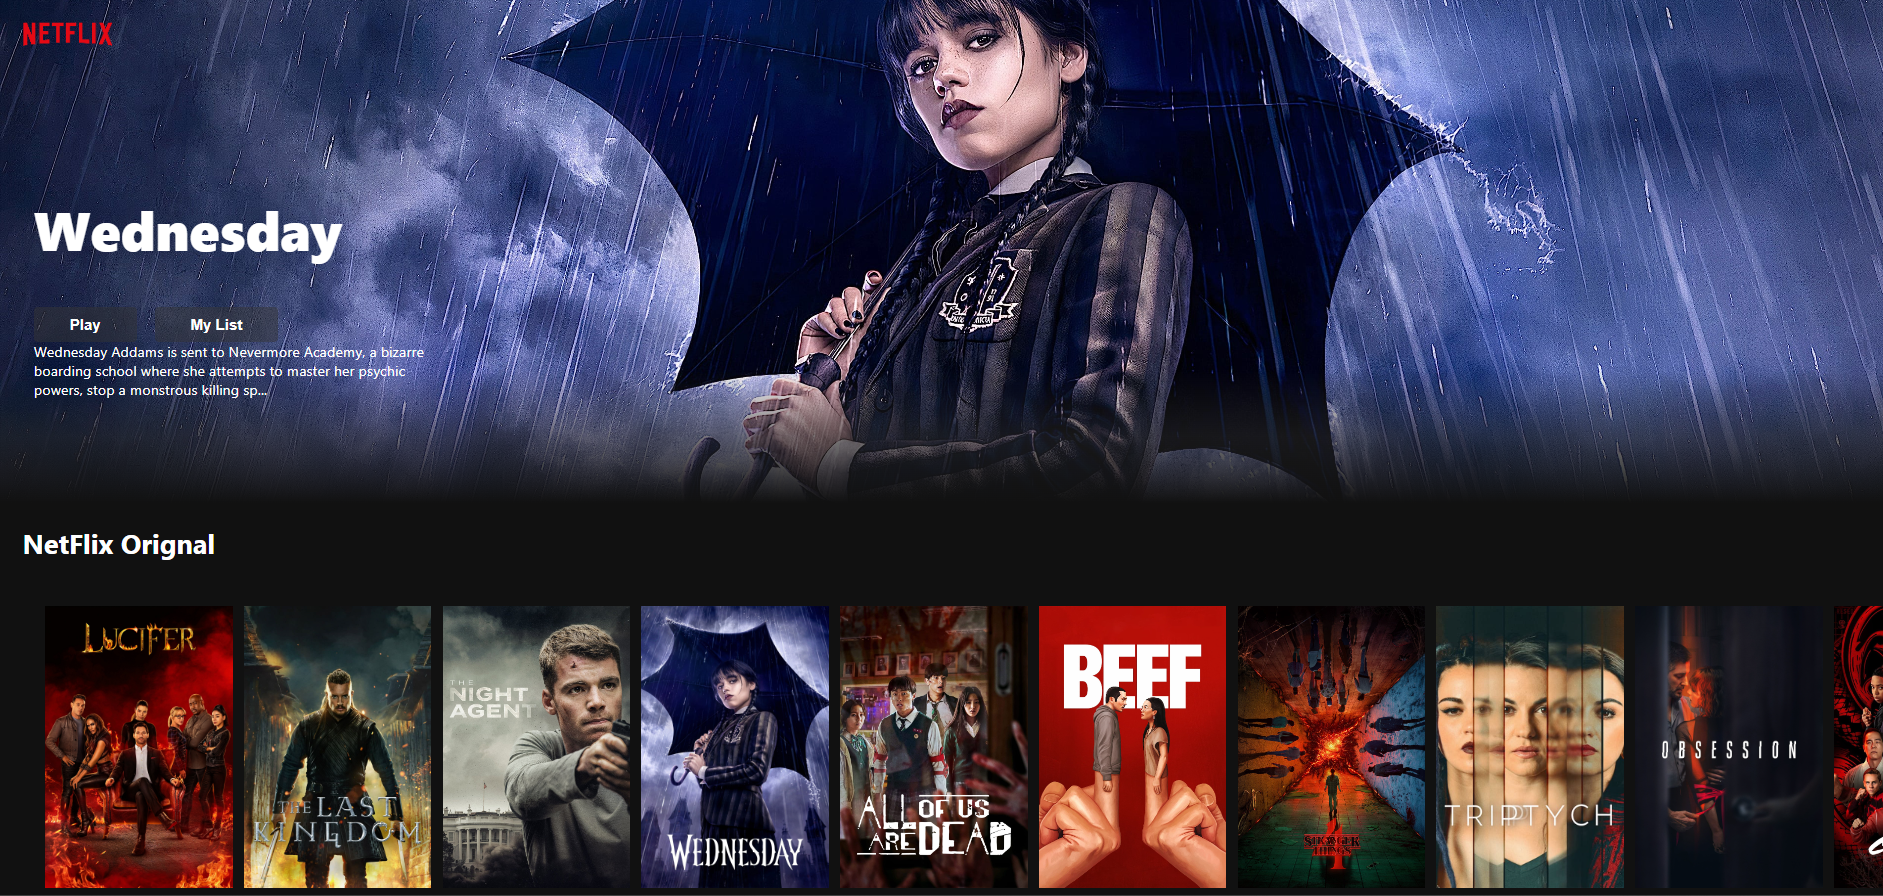 NETFLIX
Wednesday
Play
My List
Wednesday Addams is sent to Nevermore Academy, a bizarre
boarding school where she attempts to master her psychic
powers, stop a monstrous killing sp...
NetFlix Orignal
LUCIFER
THE LAST
KINGDOM
THE
NIGHT
AGENT
WEDNESDAY
ALL OF US
ARE DEAD
BEEF
STRANGER
THINGS
4
TRIPTYCH
OBSESSION